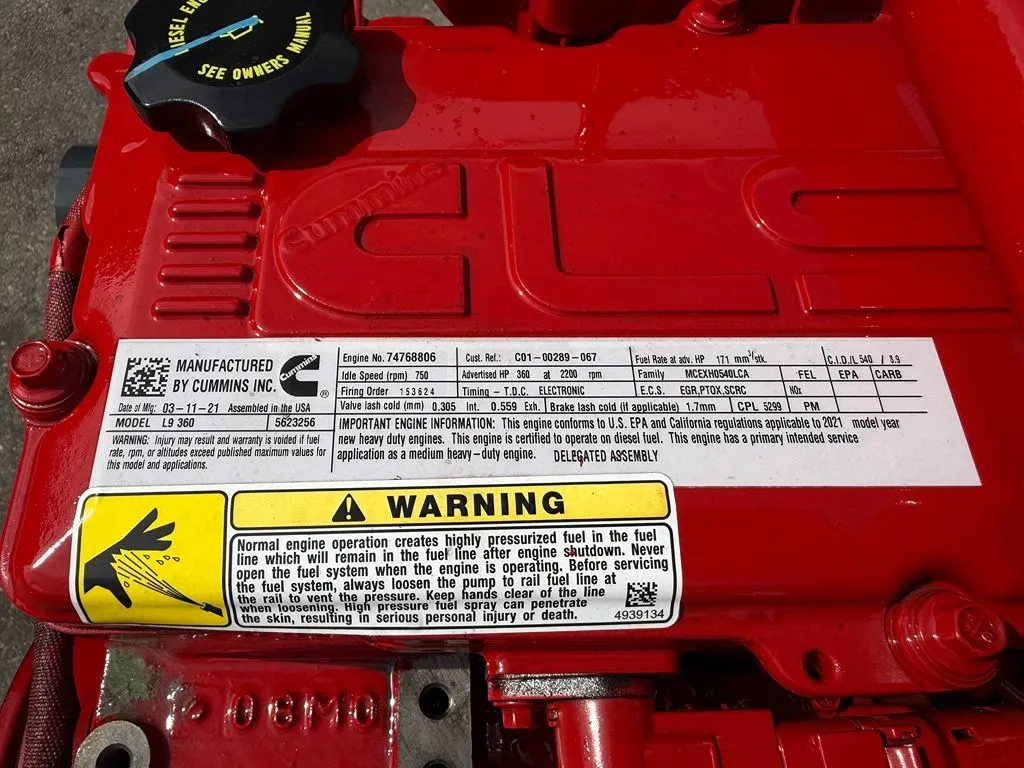 DIESEL ENG
SEE OWNERS MANUAL
Cummins
CLS
MANUFACTURED
BY CUMMINS INC.
Cummins
®
Date of Mfg: 03-11-21 Assembled in the USA
MODEL L9 360 5623256
WARNING: Injury may result and warranty is voided if fuel
rate, rpm, or altitudes exceed published maximum values for
this model and applications.
Engine No. 74768806 Cust. Ref.: C01-00289-067 Fuel Rate at adv. HP 171 mm³/stk. C.I.D./L 540 / 8.9
Idle Speed (rpm) 750 Advertised HP 360 at 2200 rpm Family MCEXH0540LCA FEL EPA CARB
Firing Order 153624 Timing - T.D.C. ELECTRONIC E.C.S. EGR,PTOX,SCRC NOx
Valve lash cold (mm) 0.305 Int. 0.559 Exh. Brake lash cold (if applicable) 1.7mm CPL 5299 PM
IMPORTANT ENGINE INFORMATION: This engine conforms to U.S. EPA and California regulations applicable to 2021 model year
new heavy duty engines. This engine is certified to operate on diesel fuel. This engine has a primary intended service
application as a medium heavy-duty engine. DELEGATED ASSEMBLY
WARNING
Normal engine operation creates highly pressurized fuel in the fuel
line which will remain in the fuel line after engine shutdown. Never
open the fuel system when the engine is operating. Before servicing
the fuel system, always loosen the pump to rail fuel line at
the rail to vent the pressure. Keep hands clear of the line
when loosening. High pressure fuel spray can penetrate
the skin, resulting in serious personal injury or death.
4939134